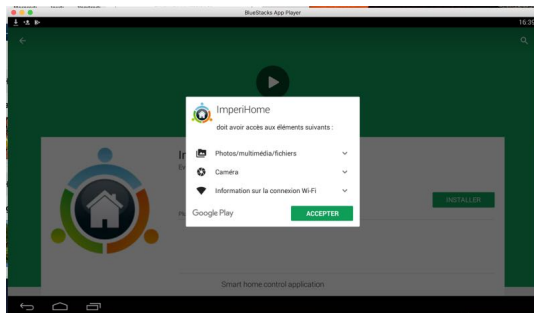 BlueStacks App Player
16:39
ImperiHome
doit avoir accès aux éléments suivants :
Photos/multimédia/fichiers
Caméra
Information sur la connexion Wi-Fi
Google Play
ACCEPTER
INSTALLER
Smart home control application